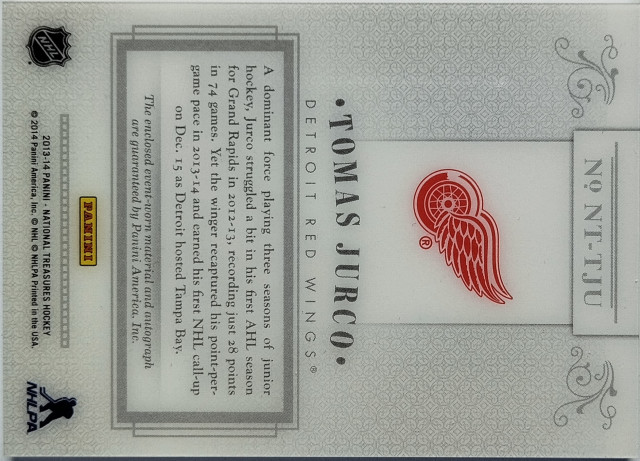 Nº NT-TJU
®
•TOMAS JURCO•
DETROIT RED WINGS®
A dominant force playing three seasons of junior
hockey, Jurco struggled a bit in his first AHL season
for Grand Rapids in 2012-13, recording just 28 points
in 74 games. Yet the winger recaptured his point-per-
game pace in 2013-14 and earned his first NHL call-up
on Dec. 15 as Detroit hosted Tampa Bay.
The enclosed event-worn material and autograph
are guaranteed by Panini America, Inc.
PANINI
NHL
2013-14 PANINI - NATIONAL TREASURES HOCKEY
© 2014 Panini America, Inc. © NHL © NHLPA Printed in the USA.
NHLPA